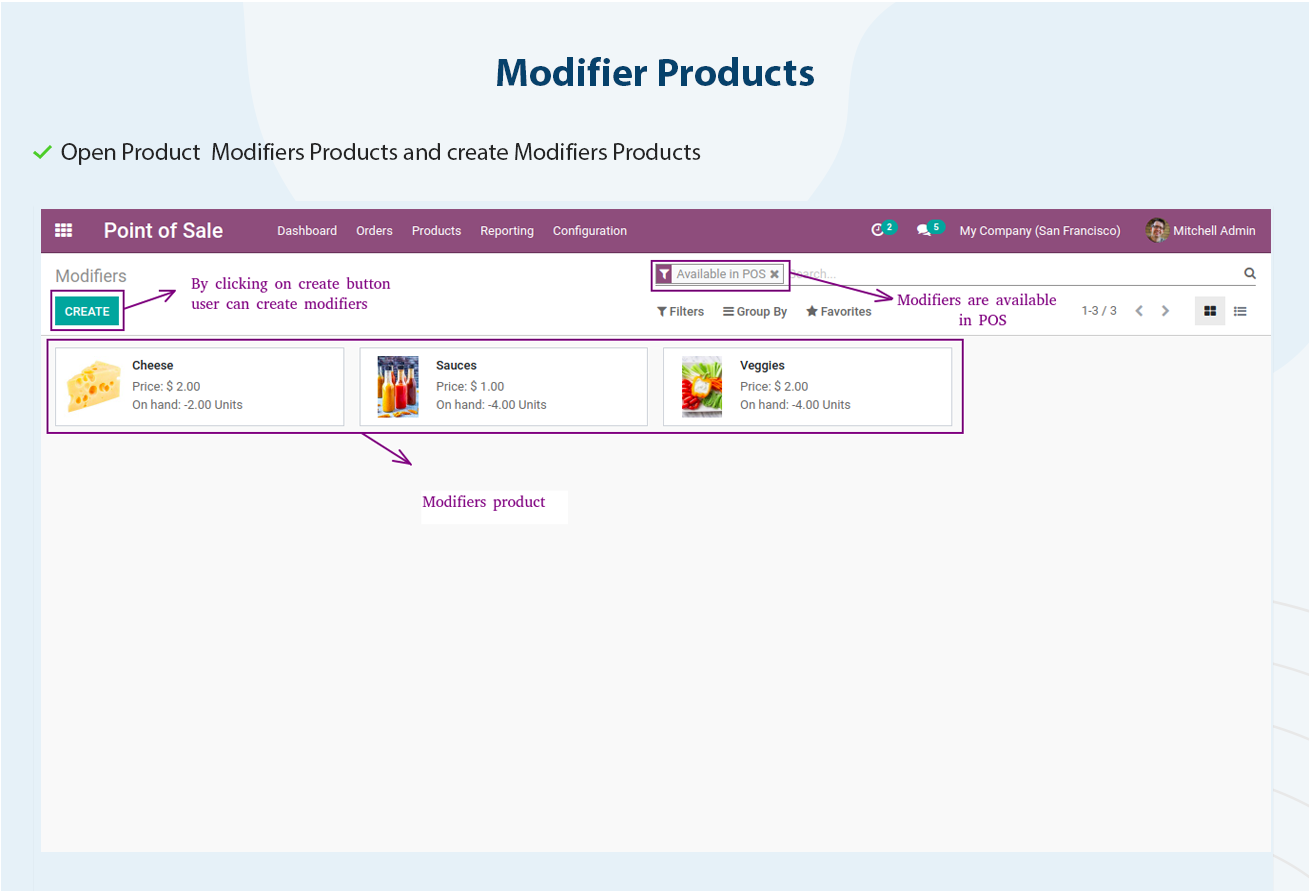 Modifier Products
Open Product Modifiers Products and create Modifiers Products
Point of Sale Dashboard Orders Products Reporting Configuration 2 5 My Company (San Francisco) Mitchell Admin
Modifiers
Available in POS Search...
By clicking on create button
user can create modifiers
CREATE
Filters Group By Favorites
Modifiers are available
in POS
1-3 / 3
Cheese
Price: $ 2.00
On hand: -2.00 Units
Sauces
Price: $ 1.00
On hand: -4.00 Units
Veggies
Price: $ 2.00
On hand: -4.00 Units
Modifiers product